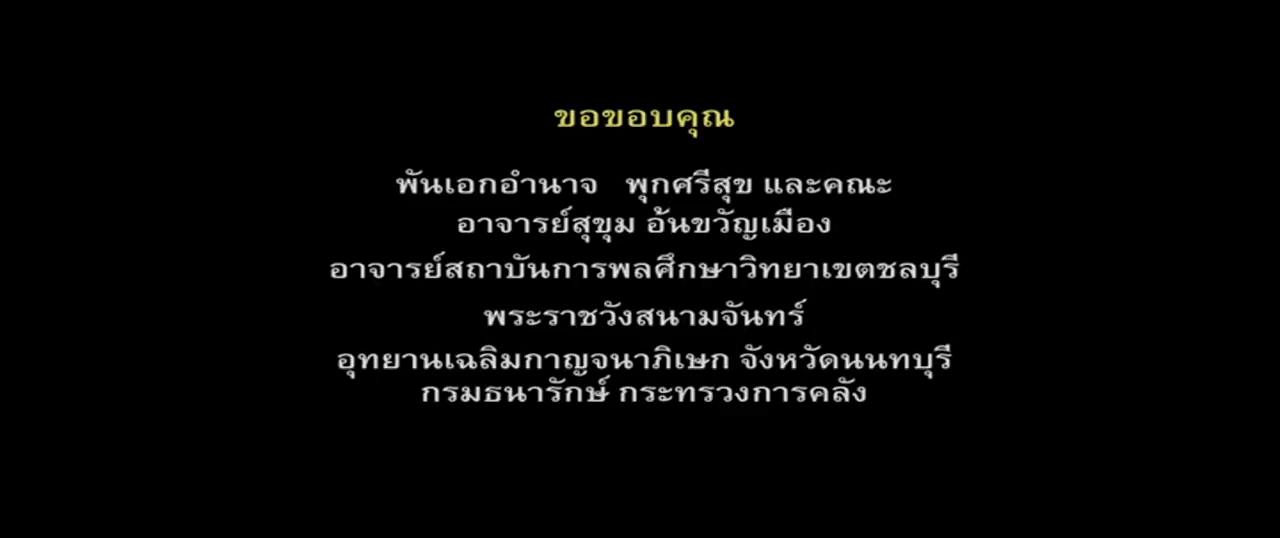 ขอขอบคุณ
พันเอกอำนาจ พุกศรีสุข และคณะ
อาจารย์สุขุม อ้นขวัญเมือง
อาจารย์สถาบันการพลศึกษาวิทยาเขตชลบุรี
พระราชวังสนามจันทร์
อุทยานเฉลิมกาญจนาภิเษก จังหวัดนนทบุรี
กรมธนารักษ์ กระทรวงการคลัง